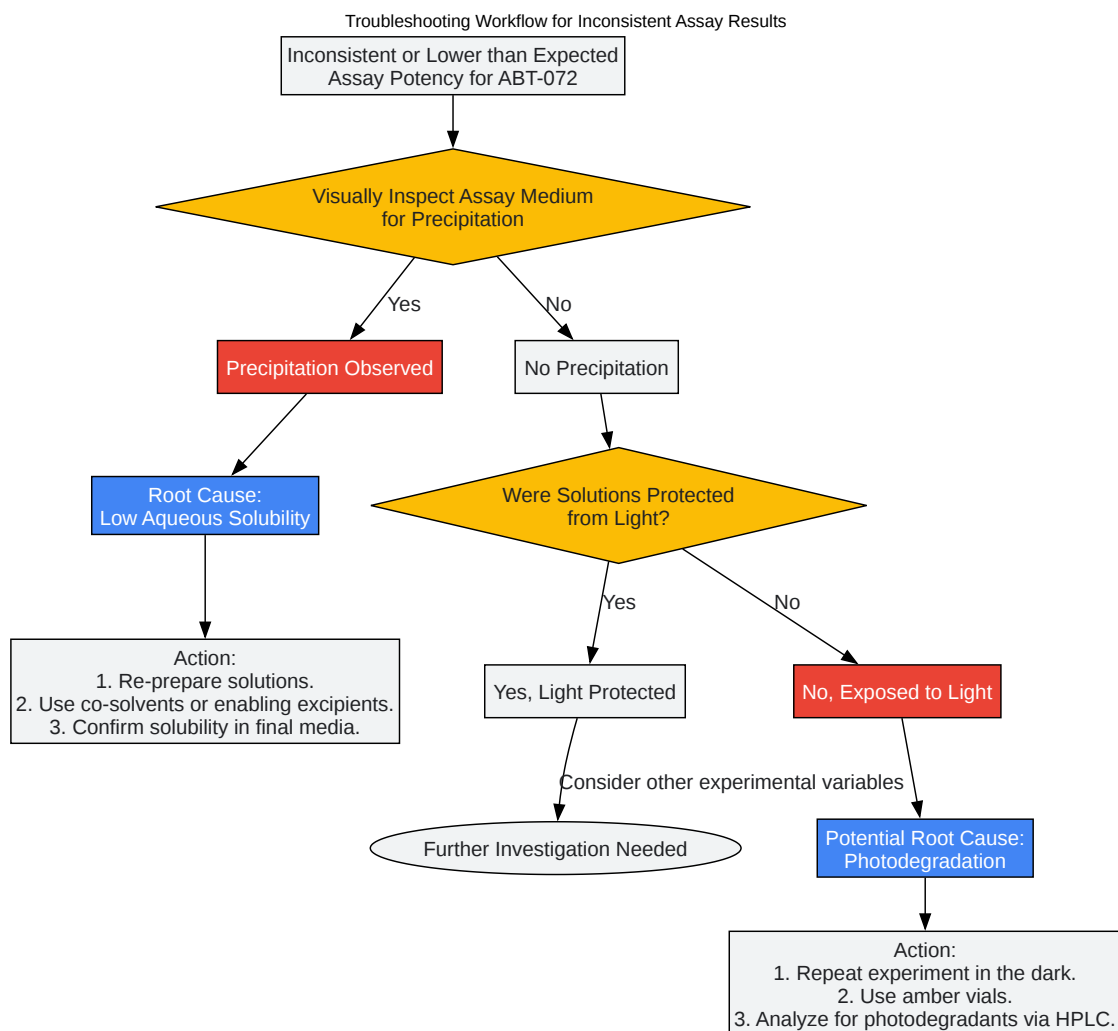 Troubleshooting Workflow for Inconsistent Assay Results
Inconsistent or Lower than Expected
Assay Potency for ABT-072
Visually Inspect Assay Medium
for Precipitation
Yes
No
Precipitation Observed
No Precipitation
Root Cause:
Low Aqueous Solubility
Were Solutions Protected
from Light?
Yes
No
Action:
1. Re-prepare solutions.
2. Use co-solvents or enabling excipients.
3. Confirm solubility in final media.
Yes, Light Protected
No, Exposed to Light
Consider other experimental variables
Further Investigation Needed
Potential Root Cause:
Photodegradation
Action:
1. Repeat experiment in the dark.
2. Use amber vials.
3. Analyze for photodegradants via HPLC.